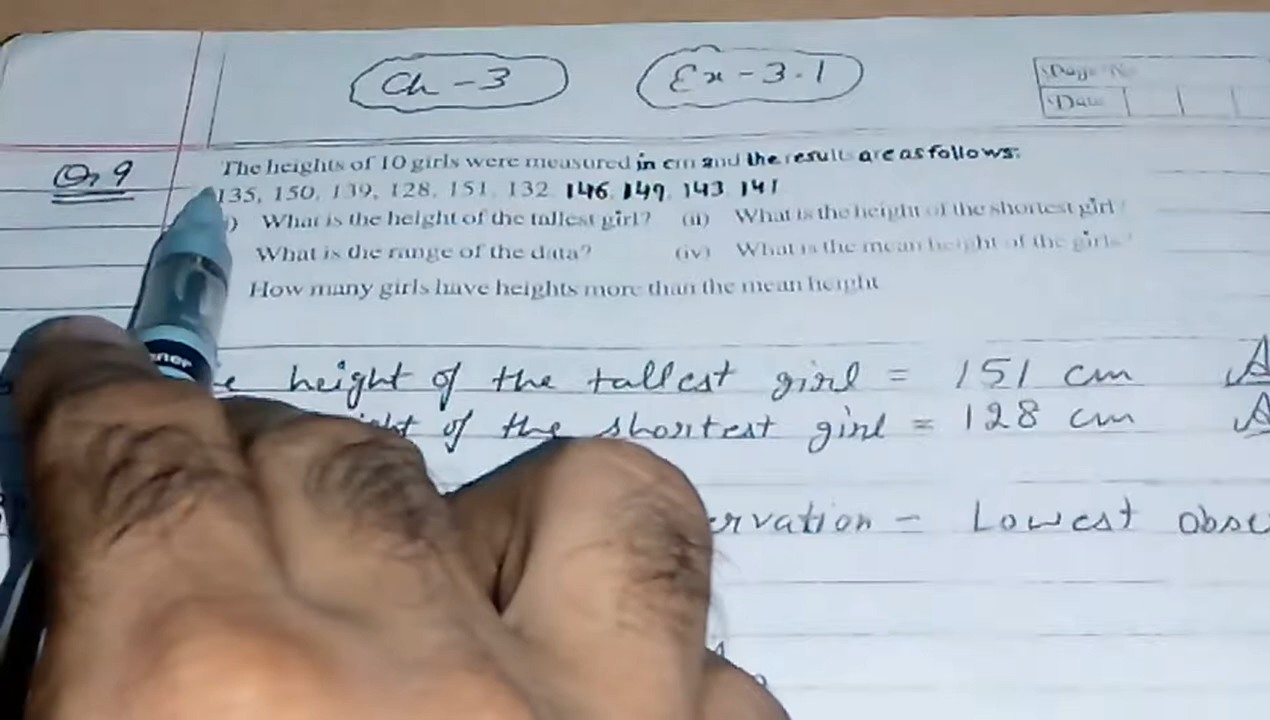 Ch - 3 Ex - 3.1
Date
Q. 9
The heights of 10 girls were measured in cm and the results are as follows:
135, 150, 139, 128, 151, 132, 146, 149, 143, 141
) What is the height of the tallest girl? (ii) What is the height of the shortest girl?
What is the range of the data? (iv) What is the mean height of the girls?
How many girls have heights more than the mean height
height of the tallest girl = 151 cm
of the shortest girl = 128 cm
ervation - Lowest obse